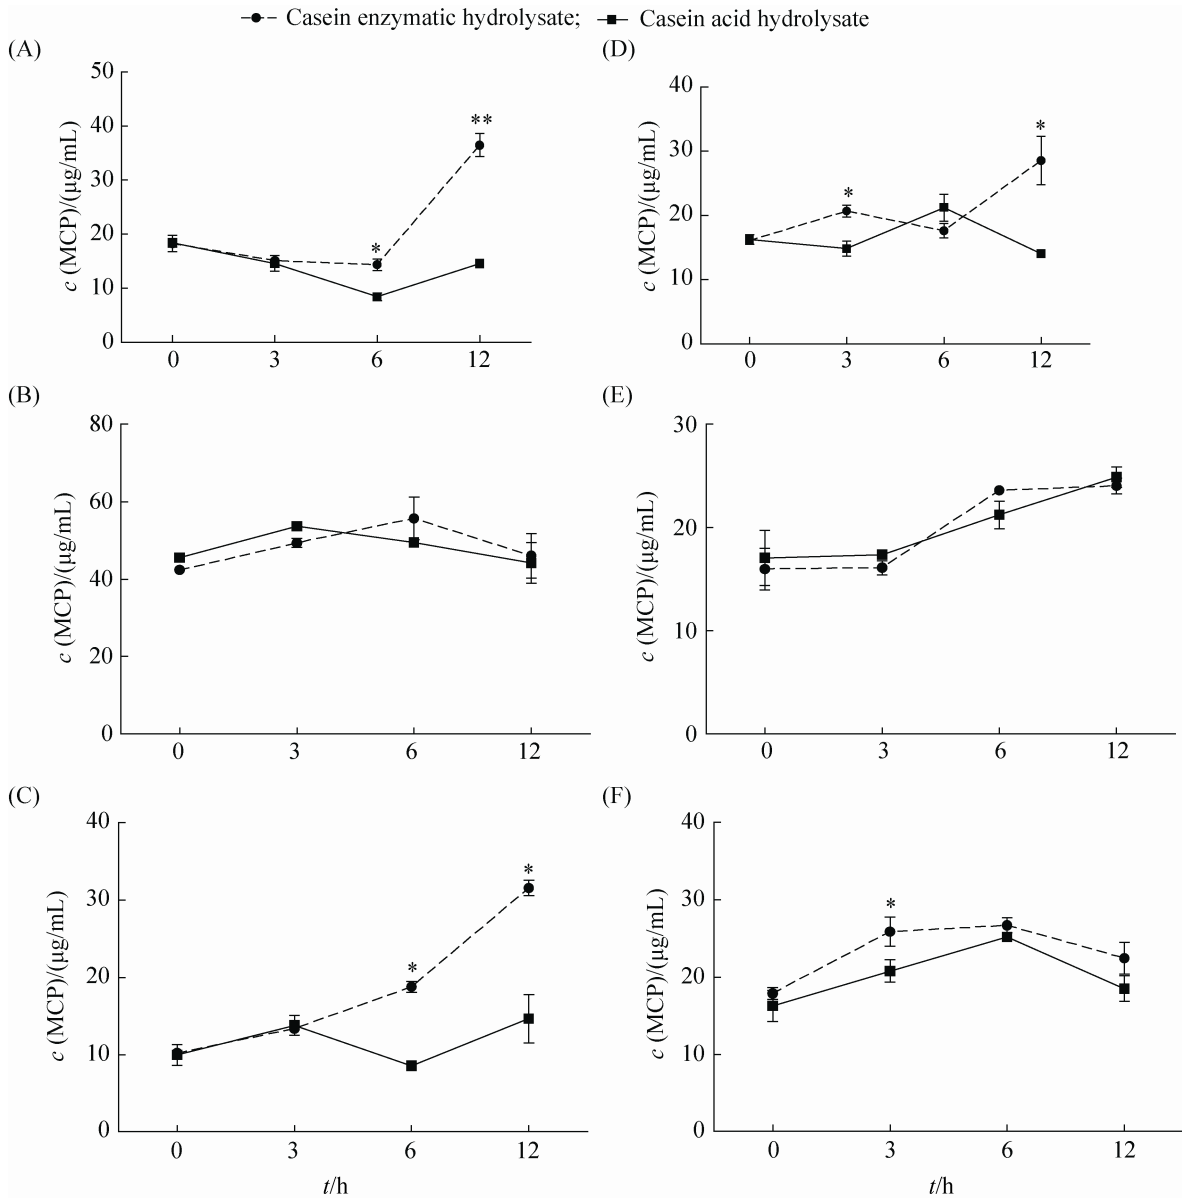 Casein enzymatic hydrolysate; Casein acid hydrolysate
(A)
c (MCP)/(μg/mL)
50
40
30
20
10
0
*
**
0 3 6 12
(D)
c (MCP)/(μg/mL)
40
30
20
10
0
*
*
0 3 6 12
(B)
c (MCP)/(μg/mL)
80
60
40
20
0
0 3 6 12
(E)
c (MCP)/(μg/mL)
30
20
10
0
0 3 6 12
(C)
c (MCP)/(μg/mL)
40
30
20
10
0
*
*
0 3 6 12
t/h
(F)
c (MCP)/(μg/mL)
40
30
20
10
0
*
0 3 6 12
t/h